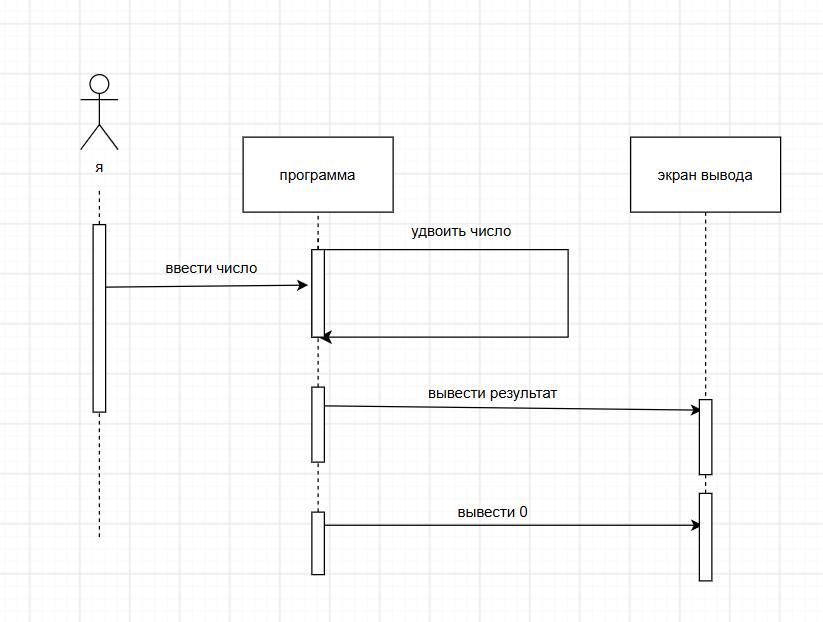 я
программа
экран вывода
удвоить число
ввести число
вывести результат
вывести 0